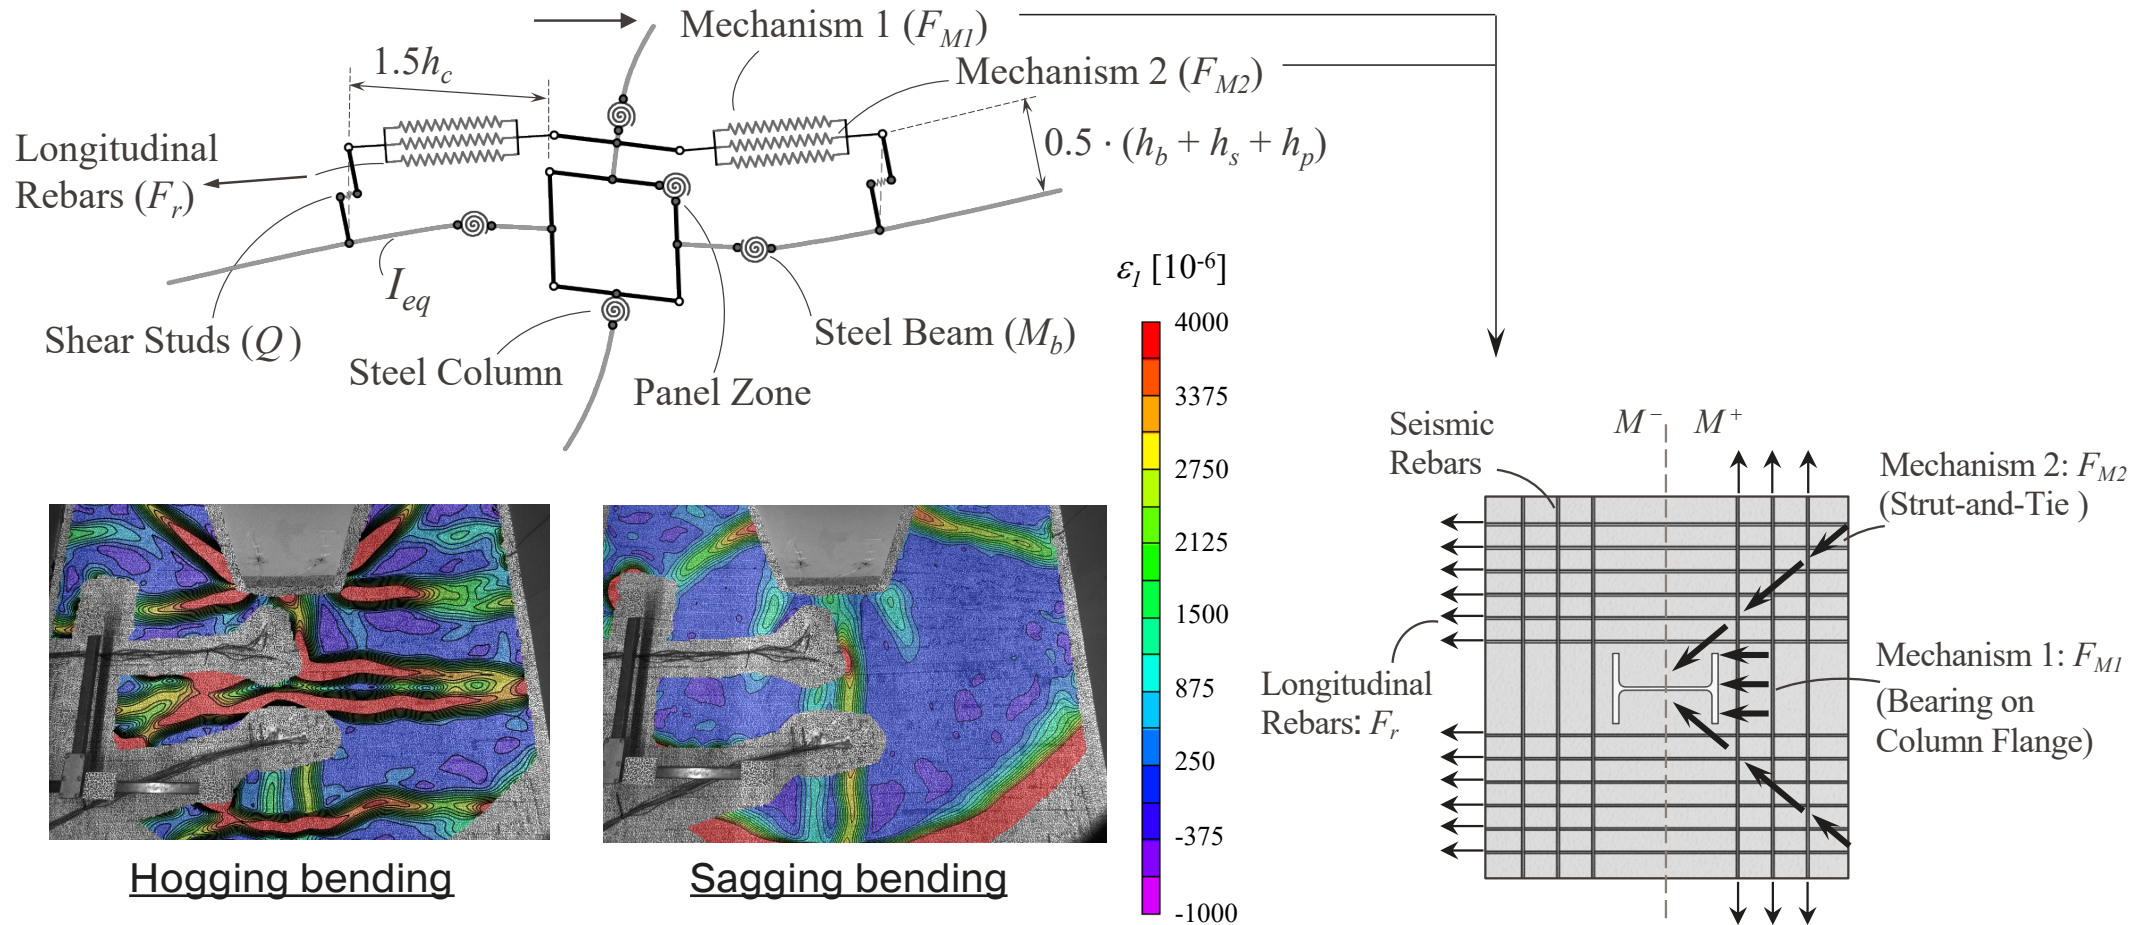 Mechanism 1 (F_M1)
1.5h_c
Mechanism 2 (F_M2)
Longitudinal
Rebars (F_r)
0.5 · (h_b + h_s + h_p)
I_eq
Shear Studs (Q)
Steel Column
Panel Zone
Steel Beam (M_b)
ε_1 [10^-6]
4000
3375
2750
2125
1500
875
250
-375
-1000
Hogging bending
Sagging bending
Seismic
Rebars
M^−
M^+
Mechanism 2: F_M2
(Strut-and-Tie )
Longitudinal
Rebars: F_r
Mechanism 1: F_M1
(Bearing on
Column Flange)